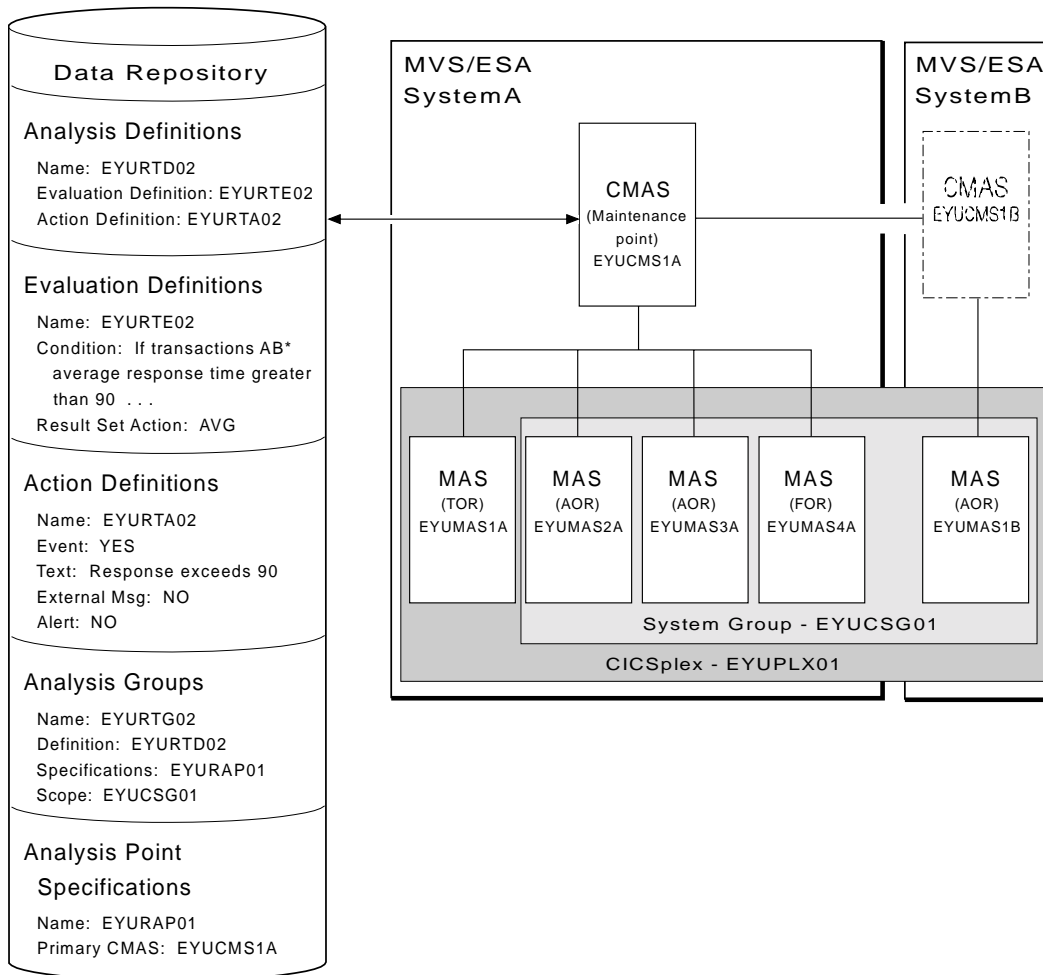 Data Repository
Analysis Definitions
Name: EYURTD02
Evaluation Definition: EYURTE02
Action Definition: EYURTA02
Evaluation Definitions
Name: EYURTE02
Condition: If transactions AB*
average response time greater
than 90 . . .
Result Set Action: AVG
Action Definitions
Name: EYURTA02
Event: YES
Text: Response exceeds 90
External Msg: NO
Alert: NO
Analysis Groups
Name: EYURTG02
Definition: EYURTD02
Specifications: EYURAP01
Scope: EYUCSG01
Analysis Point
Specifications
Name: EYURAP01
Primary CMAS: EYUCMS1A
MVS/ESA
SystemA
CMAS
(Maintenance
point)
EYUCMS1A
MVS/ESA
SystemB
CMAS
EYUCMS1B
MAS
(TOR)
EYUMAS1A
MAS
(AOR)
EYUMAS2A
MAS
(AOR)
EYUMAS3A
MAS
(FOR)
EYUMAS4A
MAS
(AOR)
EYUMAS1B
System Group - EYUCSG01
CICSplex - EYUPLX01